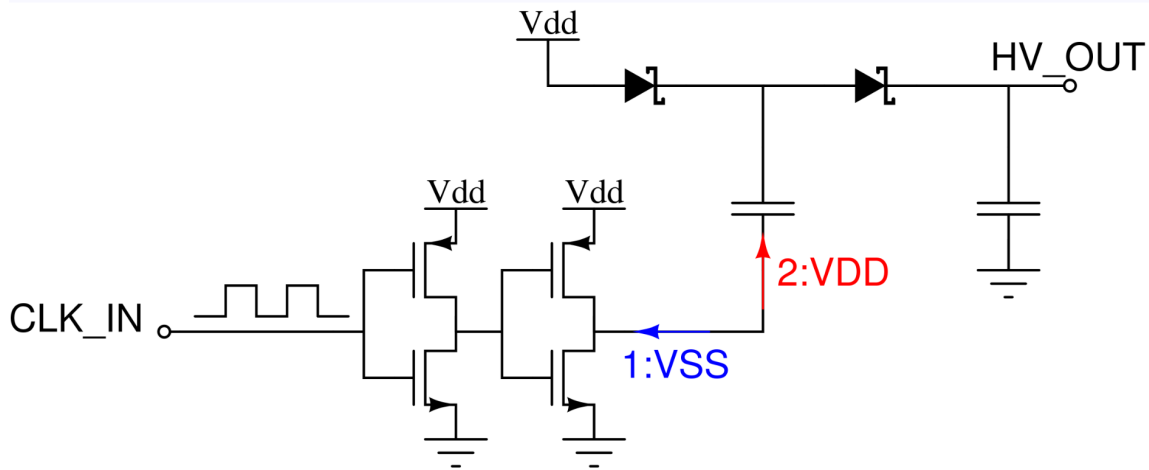 Vdd
HV_OUT
Vdd
Vdd
2:VDD
CLK_IN
1:VSS